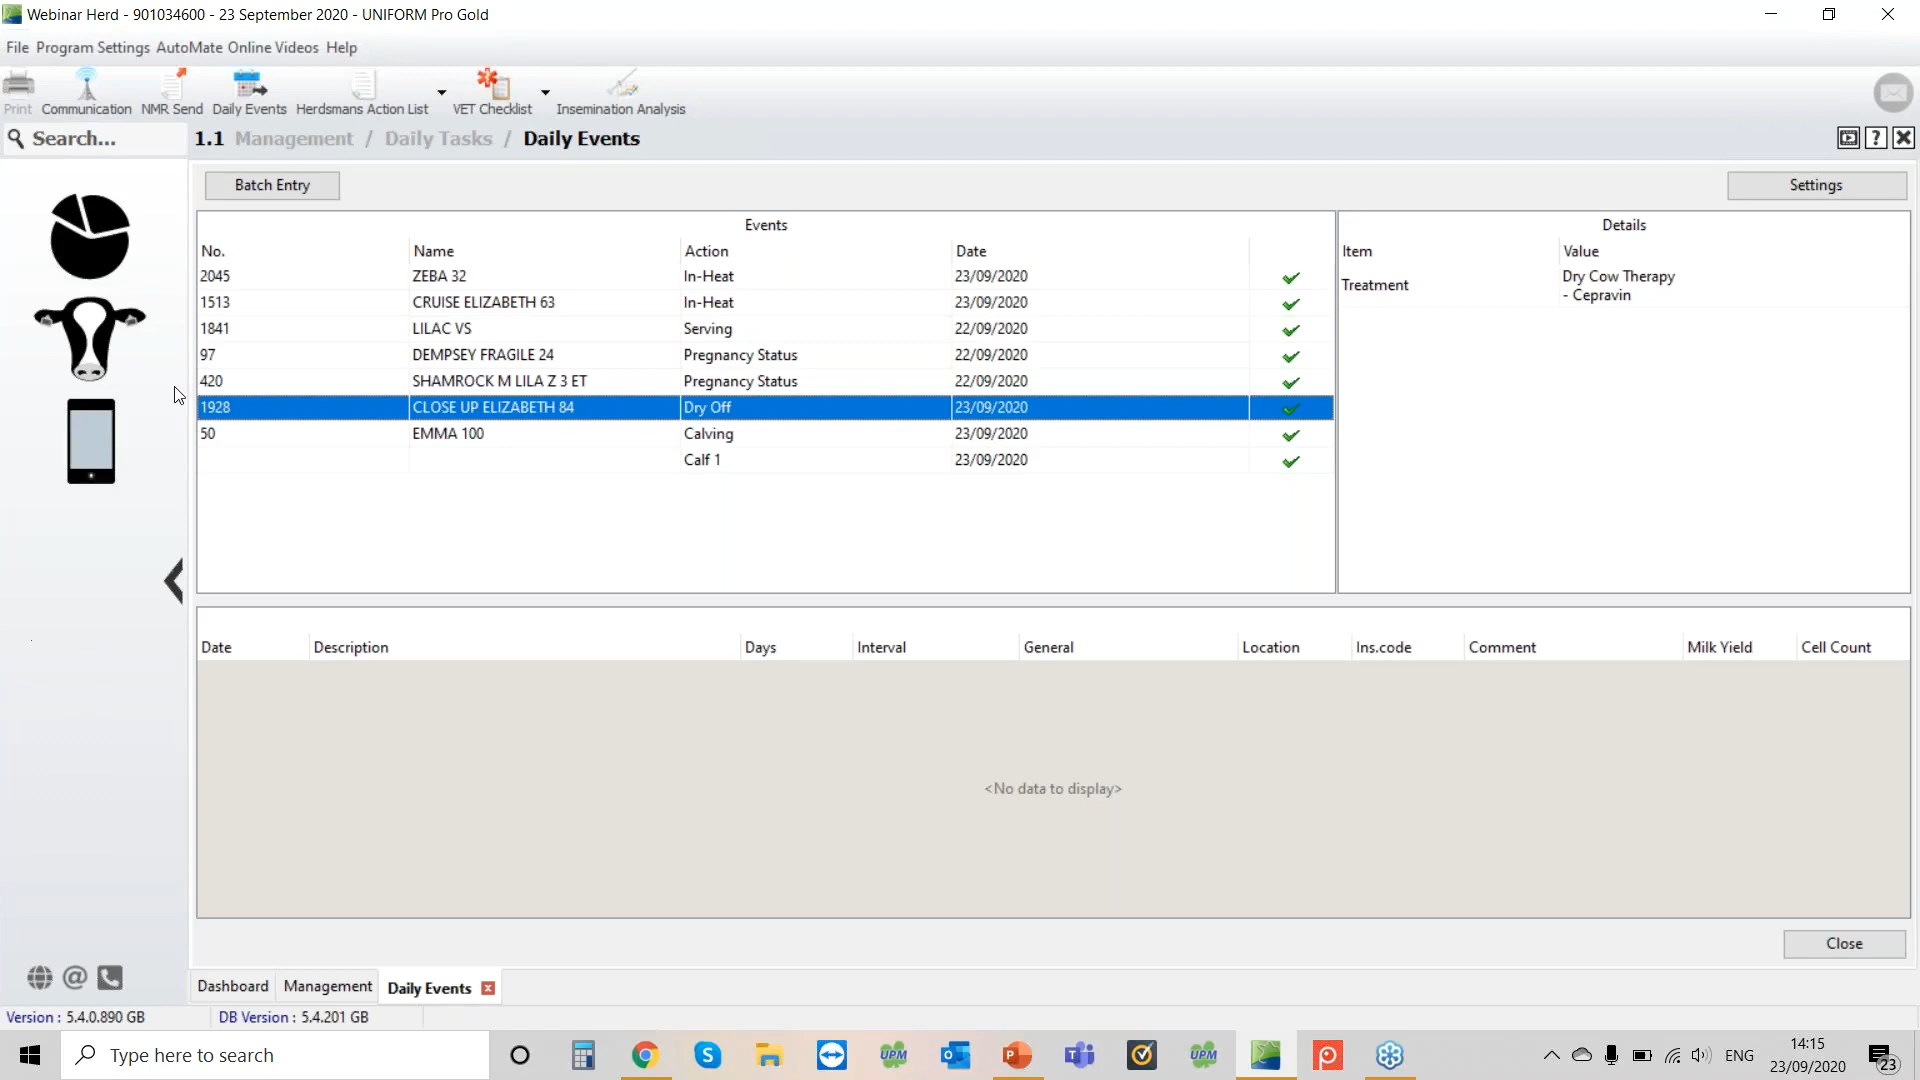 Webinar Herd - 901034600 - 23 September 2020 - UNIFORM Pro Gold
File Program Settings AutoMate Online Videos Help
Print Communication NMR Send Daily Events Herdsmans Action List VET Checklist Insemination Analysis
Search... 1.1 Management / Daily Tasks / Daily Events
Batch Entry Settings
Events Details
No. Name Action Date Item Value
2045 ZEBA 32 In-Heat 23/09/2020 Treatment Dry Cow Therapy
- Cepravin
1513 CRUISE ELIZABETH 63 In-Heat 23/09/2020
1841 LILAC VS Serving 22/09/2020
97 DEMPSEY FRAGILE 24 Pregnancy Status 22/09/2020
420 SHAMROCK M LILA Z 3 ET Pregnancy Status 22/09/2020
1928 CLOSE UP ELIZABETH 84 Dry Off 23/09/2020
50 EMMA 100 Calving 23/09/2020
Calf 1 23/09/2020
Date Description Days Interval General Location Ins.code Comment Milk Yield Cell Count
<No data to display>
Close
Dashboard Management Daily Events
Version : 5.4.0.890 GB DB Version : 5.4.201 GB
Type here to search ENG 14:15
23/09/2020 23